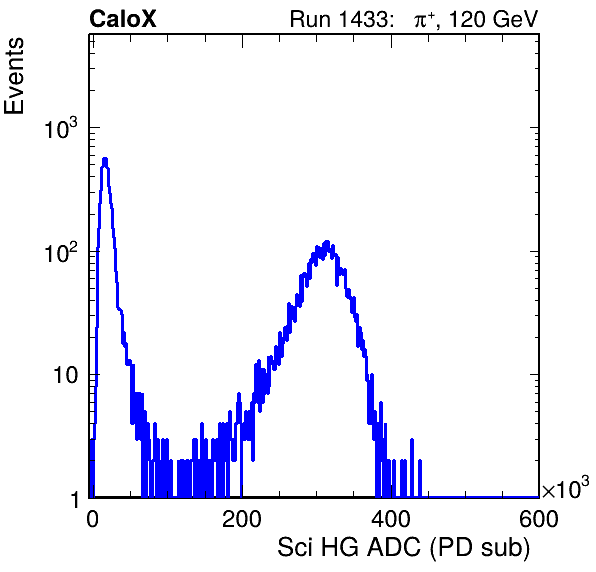 CaloX Run 1433: π⁺, 120 GeV
Events
10³
10²
10
1
×10³
0 200 400 600
Sci HG ADC (PD sub)